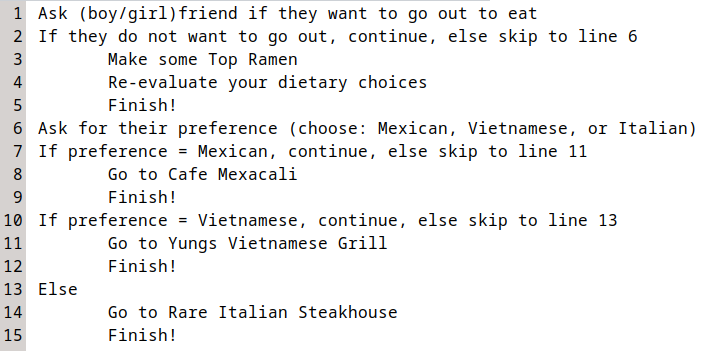 1 Ask (boy/girl)friend if they want to go out to eat
2 If they do not want to go out, continue, else skip to line 6
3 Make some Top Ramen
4 Re-evaluate your dietary choices
5 Finish!
6 Ask for their preference (choose: Mexican, Vietnamese, or Italian)
7 If preference = Mexican, continue, else skip to line 11
8 Go to Cafe Mexacali
9 Finish!
10 If preference = Vietnamese, continue, else skip to line 13
11 Go to Yungs Vietnamese Grill
12 Finish!
13 Else
14 Go to Rare Italian Steakhouse
15 Finish!